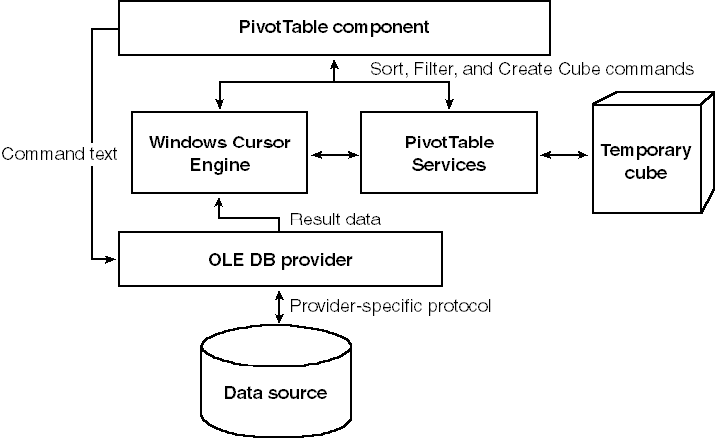 PivotTable component
Sort, Filter, and Create Cube commands
Windows Cursor
Engine
PivotTable
Services
Temporary
cube
Command text
Result data
OLE DB provider
Provider-specific protocol
Data source